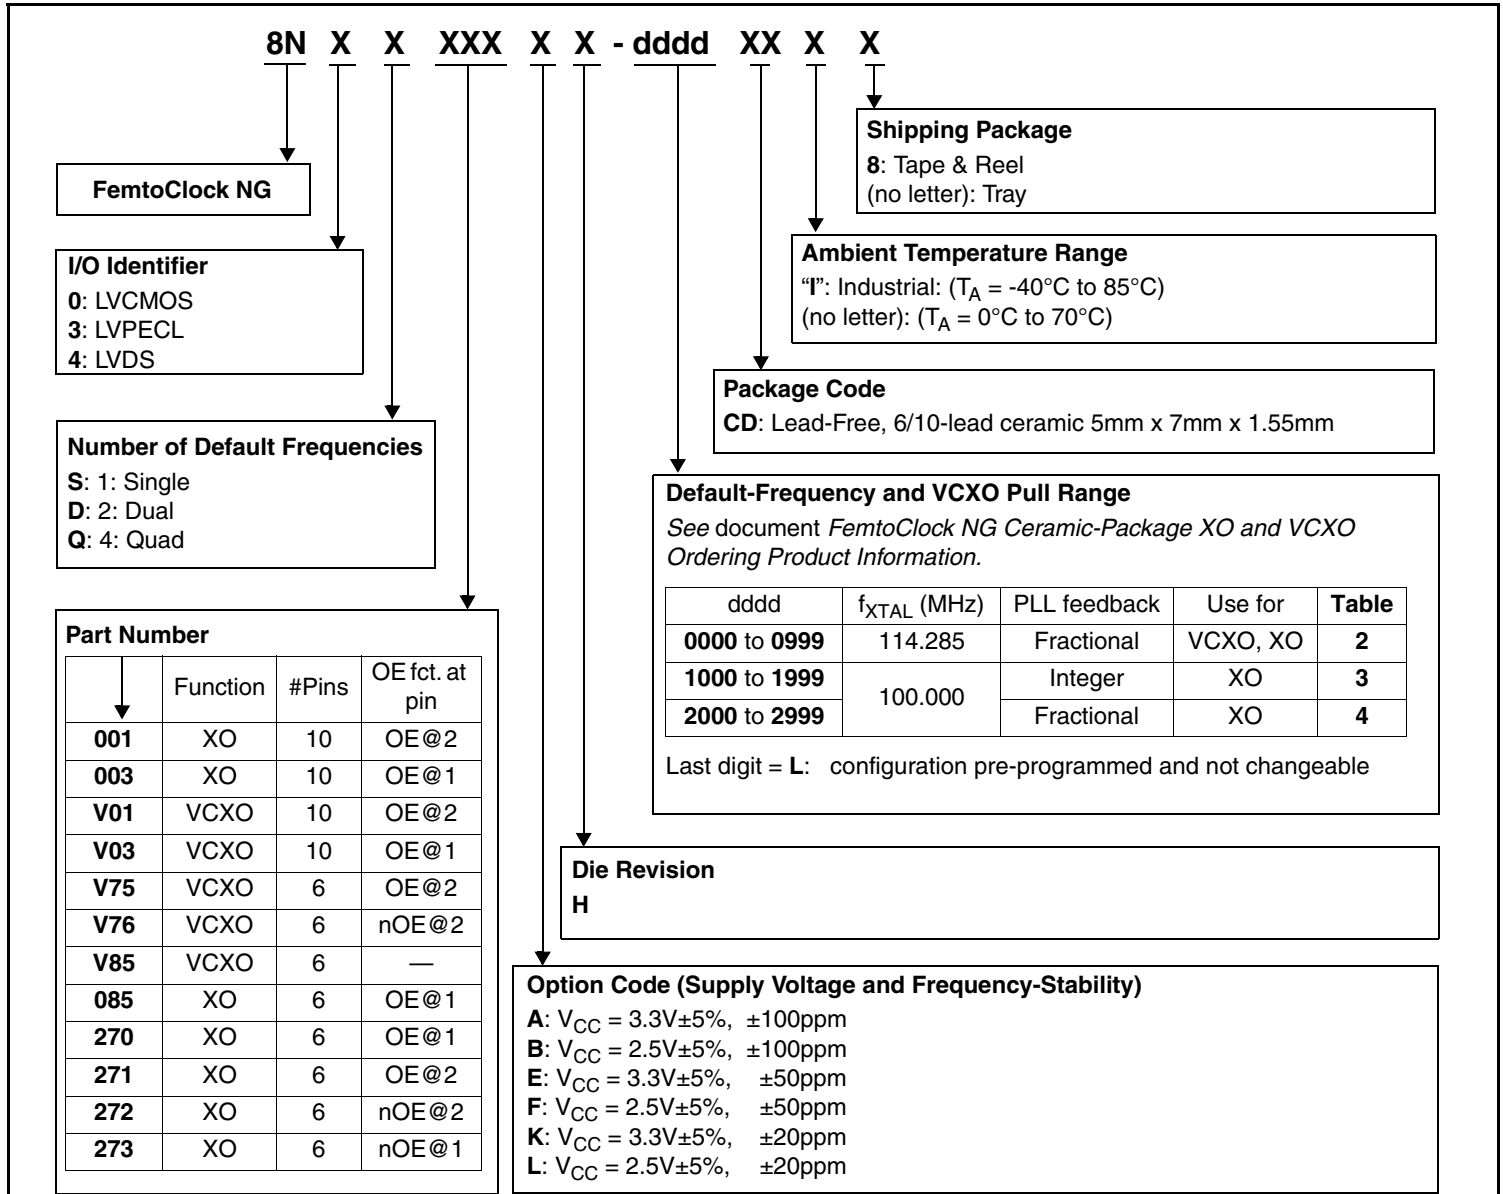 8N X X XXX X X - dddd XX X X
Shipping Package
8: Tape & Reel
(no letter): Tray
FemtoClock NG
Ambient Temperature Range
“I”: Industrial: (TA = -40°C to 85°C)
(no letter): (TA = 0°C to 70°C)
I/O Identifier
0: LVCMOS
3: LVPECL
4: LVDS
Package Code
CD: Lead-Free, 6/10-lead ceramic 5mm x 7mm x 1.55mm
Number of Default Frequencies
S: 1: Single
D: 2: Dual
Q: 4: Quad
Default-Frequency and VCXO Pull Range
See document FemtoClock NG Ceramic-Package XO and VCXO
Ordering Product Information.
dddd fXTAL (MHz) PLL feedback Use for Table
0000 to 0999 114.285 Fractional VCXO, XO 2
1000 to 1999 100.000 Integer XO 3
2000 to 2999 Fractional XO 4
Last digit = L: configuration pre-programmed and not changeable
Part Number
Function #Pins OE fct. at
pin
001 XO 10 OE@2
003 XO 10 OE@1
V01 VCXO 10 OE@2
V03 VCXO 10 OE@1
V75 VCXO 6 OE@2
V76 VCXO 6 nOE@2
V85 VCXO 6 —
085 XO 6 OE@1
270 XO 6 OE@1
271 XO 6 OE@2
272 XO 6 nOE@2
273 XO 6 nOE@1
Die Revision
H
Option Code (Supply Voltage and Frequency-Stability)
A: VCC = 3.3V±5%, ±100ppm
B: VCC = 2.5V±5%, ±100ppm
E: VCC = 3.3V±5%, ±50ppm
F: VCC = 2.5V±5%, ±50ppm
K: VCC = 3.3V±5%, ±20ppm
L: VCC = 2.5V±5%, ±20ppm